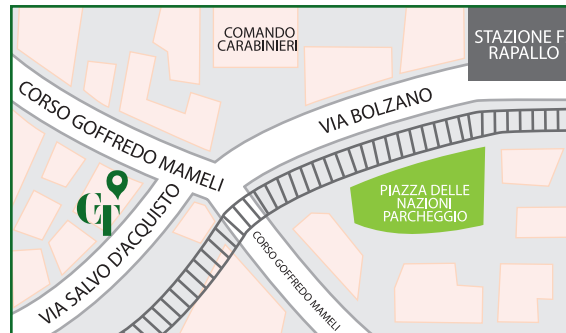 COMANDO
CARABINIERI
STAZIONE F
RAPALLO
CORSO GOFFREDO MAMELI
VIA BOLZANO
GT
VIA SALVO D'ACQUISTO
PIAZZA DELLE
NAZIONI
PARCHEGGIO
CORSO GOFFREDO MAMELI